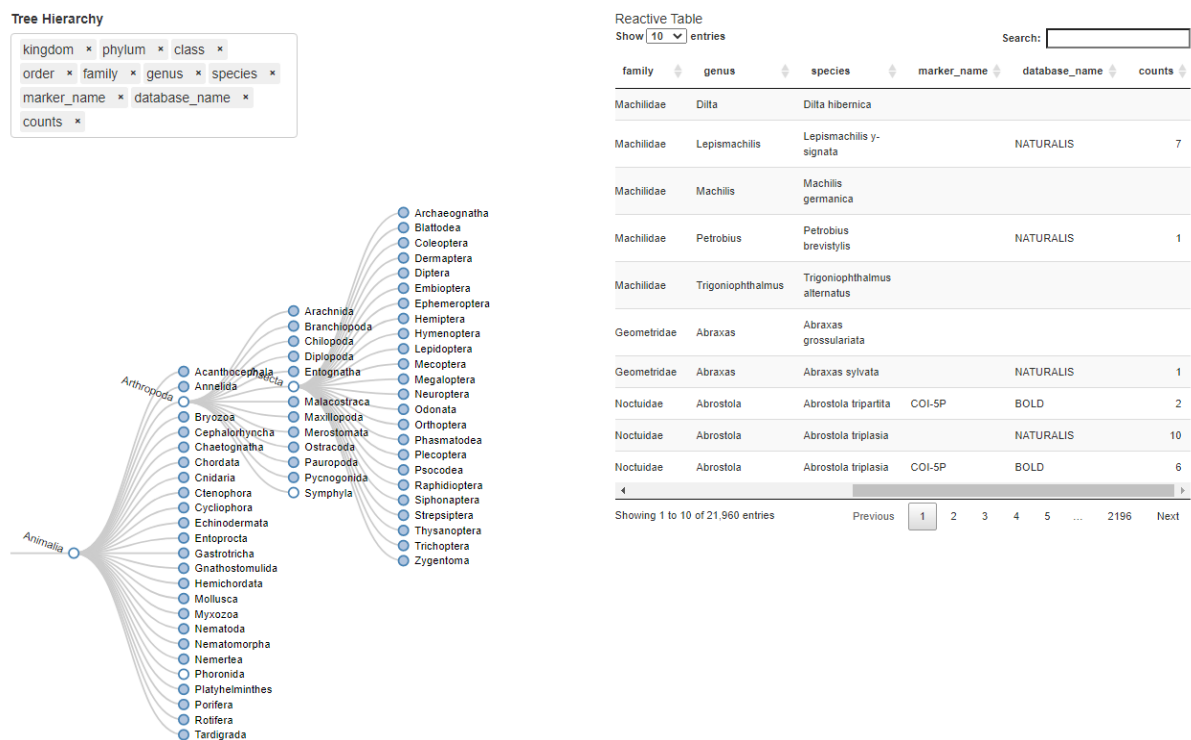 Tree Hierarchy
kingdom × phylum × class ×
order × family × genus × species ×
marker_name × database_name ×
counts ×
Archaeognatha
Blattodea
Coleoptera
Dermaptera
Diptera
Embioptera
Ephemeroptera
Hemiptera
Hymenoptera
Lepidoptera
Mecoptera
Megaloptera
Neuroptera
Odonata
Orthoptera
Phasmatodea
Plecoptera
Psocodea
Raphidioptera
Siphonaptera
Strepsiptera
Thysanoptera
Trichoptera
Zygentoma
Arachnida
Branchiopoda
Chilopoda
Diplopoda
Entognatha
Malacostraca
Maxillopoda
Merostomata
Ostracoda
Pauropoda
Pycnogonida
Symphyla
Acanthocephala
Annelida
Arthropoda
Bryozoa
Cephalorhyncha
Chaetognatha
Chordata
Cnidaria
Ctenophora
Cycliophora
Echinodermata
Entoprocta
Gastrotricha
Gnathostomulida
Hemichordata
Mollusca
Myxozoa
Nematoda
Nematomorpha
Nemertea
Phoronida
Platyhelminthes
Porifera
Rotifera
Tardigrada
Animalia
Reactive Table
Show 10 entries
Search:
family genus species marker_name database_name counts
Machilidae Dilta Dilta hibernica
Machilidae Lepismachilis Lepismachilis y-
signata NATURALIS 7
Machilidae Machilis Machilis
germanica
Machilidae Petrobius Petrobius
brevistylis NATURALIS 1
Machilidae Trigoniophthalmus Trigoniophthalmus
alternatus
Geometridae Abraxas Abraxas
grossulariata
Geometridae Abraxas Abraxas sylvata NATURALIS 1
Noctuidae Abrostola Abrostola tripartita COI-5P BOLD 2
Noctuidae Abrostola Abrostola triplasia NATURALIS 10
Noctuidae Abrostola Abrostola triplasia COI-5P BOLD 6
Showing 1 to 10 of 21,960 entries
Previous 1 2 3 4 5 … 2196 Next